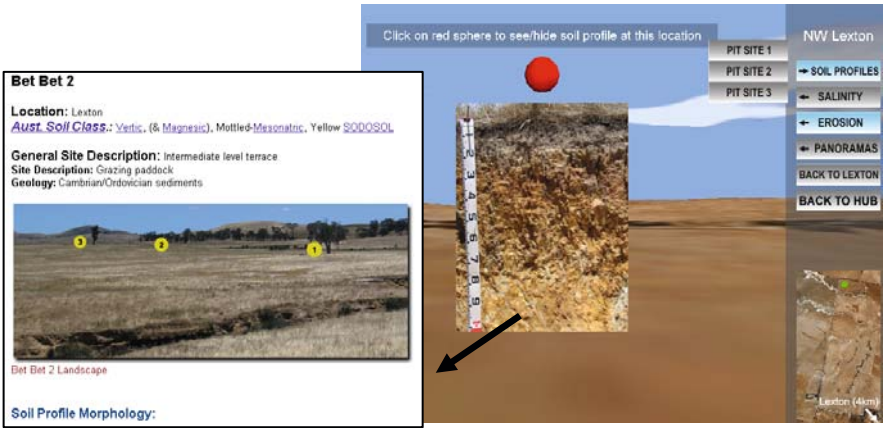 Bet Bet 2
Location: Lexton
Aust. Soil Class.: Vertic, (& Magnesic), Mottled-Mesonatric, Yellow SODOSOL
General Site Description: Intermediate level terrace
Site Description: Grazing paddock
Geology: Cambrian/Ordovician sediments
3
2
1
Bet Bet 2 Landscape
Soil Profile Morphology:
Click on red sphere to see/hide soil profile at this location
1
2
3
4
5
6
7
8
9
PIT SITE 1
PIT SITE 2
PIT SITE 3
NW Lexton
SOIL PROFILES
SALINITY
EROSION
PANORAMAS
BACK TO LEXTON
BACK TO HUB
Lexton (4km)